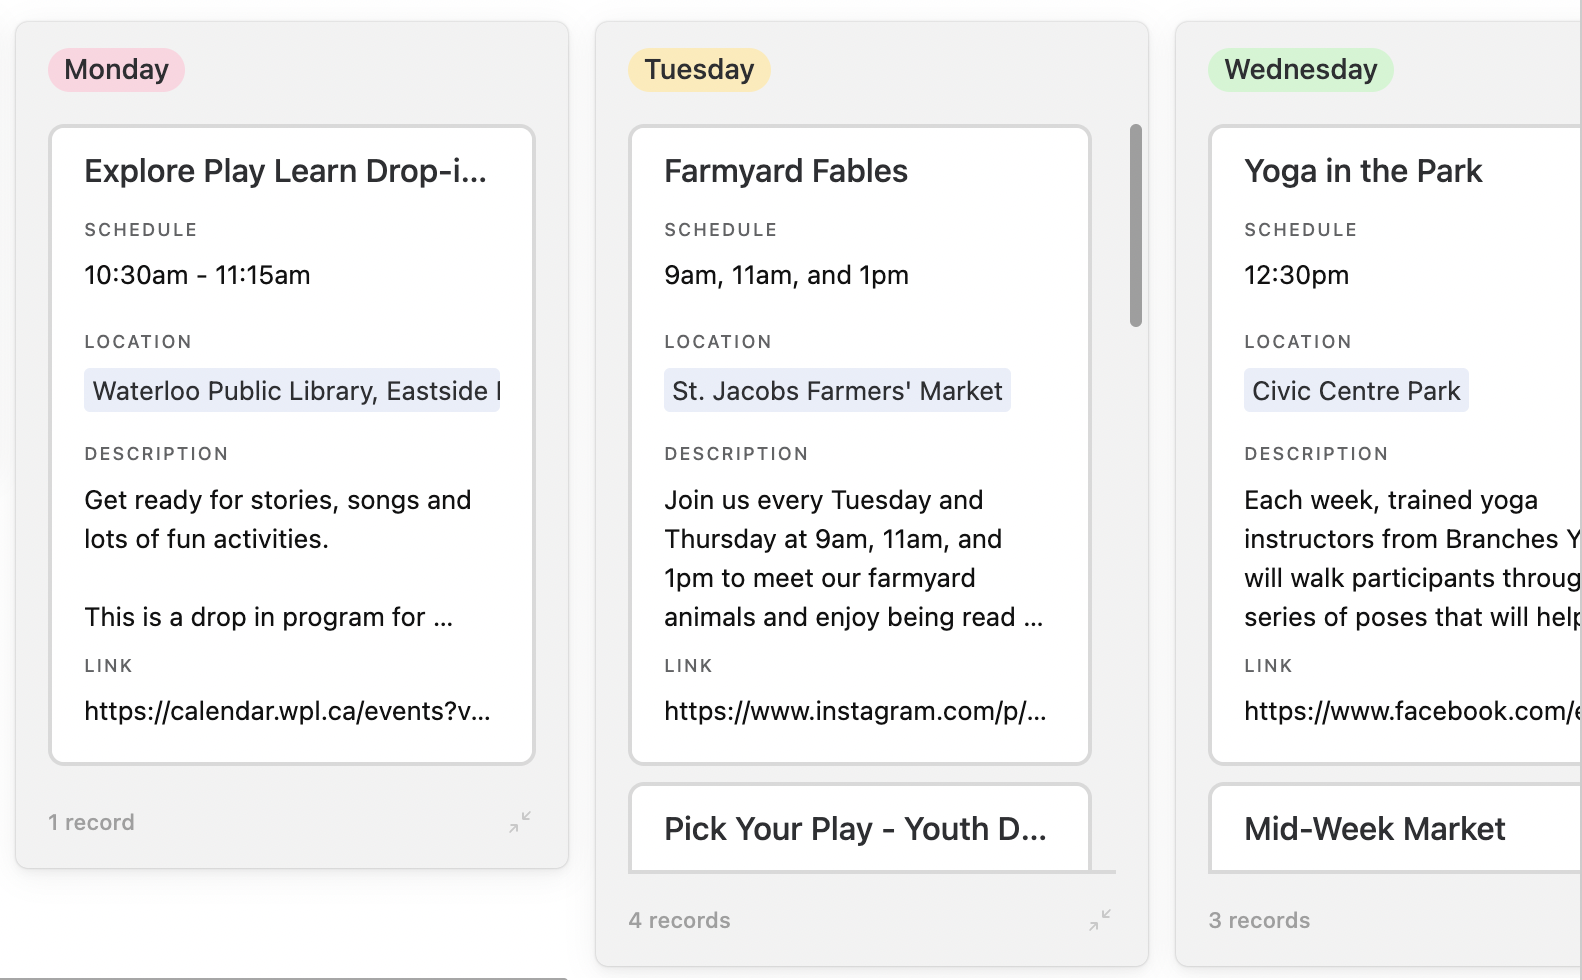 Monday
Explore Play Learn Drop-i...
SCHEDULE
10:30am - 11:15am
LOCATION
Waterloo Public Library, Eastside
DESCRIPTION
Get ready for stories, songs and
lots of fun activities.
This is a drop in program for ...
LINK
https://calendar.wpl.ca/events?v...
1 record
Tuesday
Farmyard Fables
SCHEDULE
9am, 11am, and 1pm
LOCATION
St. Jacobs Farmers' Market
DESCRIPTION
Join us every Tuesday and
Thursday at 9am, 11am, and
1pm to meet our farmyard
animals and enjoy being read ...
LINK
https://www.instagram.com/p/...
Pick Your Play - Youth D...
4 records
Wednesday
Yoga in the Park
SCHEDULE
12:30pm
LOCATION
Civic Centre Park
DESCRIPTION
Each week, trained yoga
instructors from Branches Y
will walk participants throug
series of poses that will help
LINK
https://www.facebook.com/e
Mid-Week Market
3 records